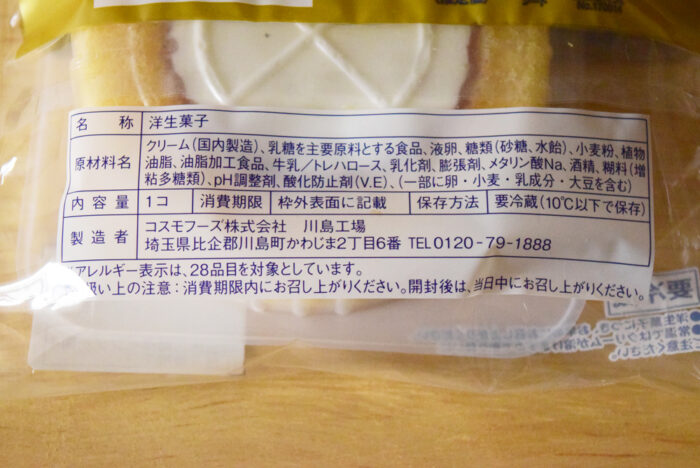 名称 洋生菓子
原材料名 クリーム(国内製造)、乳糖を主要原料とする食品、液卵、糖類(砂糖、水飴)、小麦粉、植物
油脂、油脂加工食品、牛乳/トレハロース、乳化剤、膨張剤、メタリン酸Na、酒精、糊料(増
粘多糖類)、pH調整剤、酸化防止剤(V.E)、(一部に卵・小麦・乳成分・大豆を含む)
内容量 1コ 消費期限 枠外表面に記載 保存方法 要冷蔵(10℃以下で保存)
製造者 コスモフーズ株式会社 川島工場
埼玉県比企郡川島町かわじま2丁目6番 TEL0120-79-1888
アレルギー表示は、28品目を対象としています。
扱い上の注意:消費期限内にお召し上がりください。開封後は、当日中にお召し上がりください。
要冷